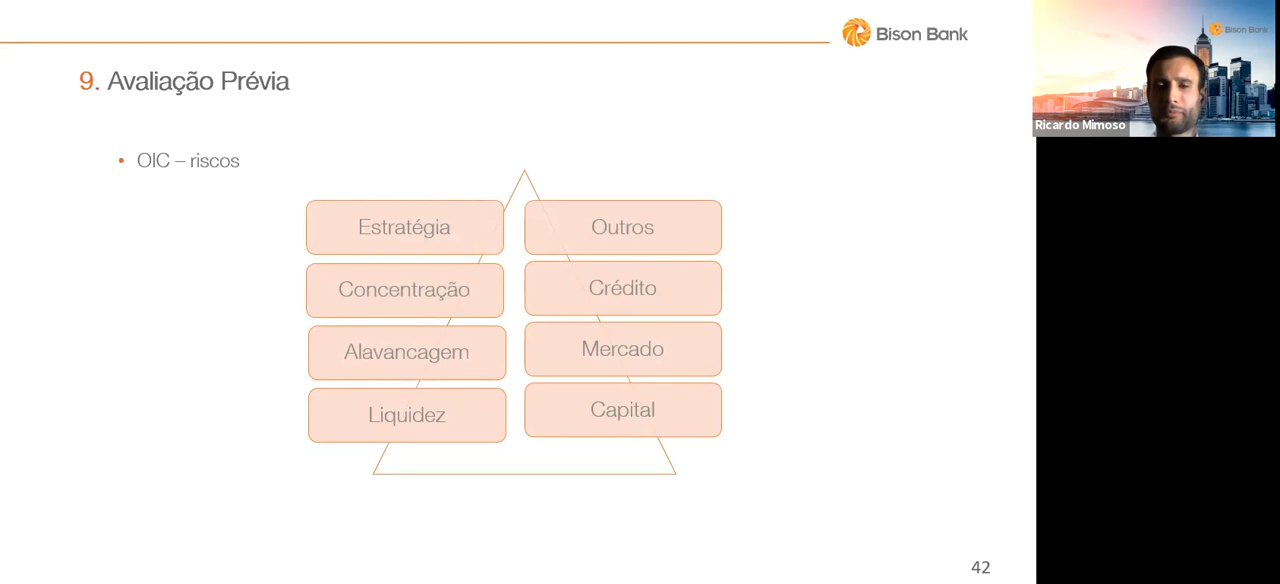 Bison Bank
9. Avaliação Prévia
• OIC – riscos
Estratégia
Concentração
Alavancagem
Liquidez
Outros
Crédito
Mercado
Capital
42
Bison Bank
Ricardo Mimoso